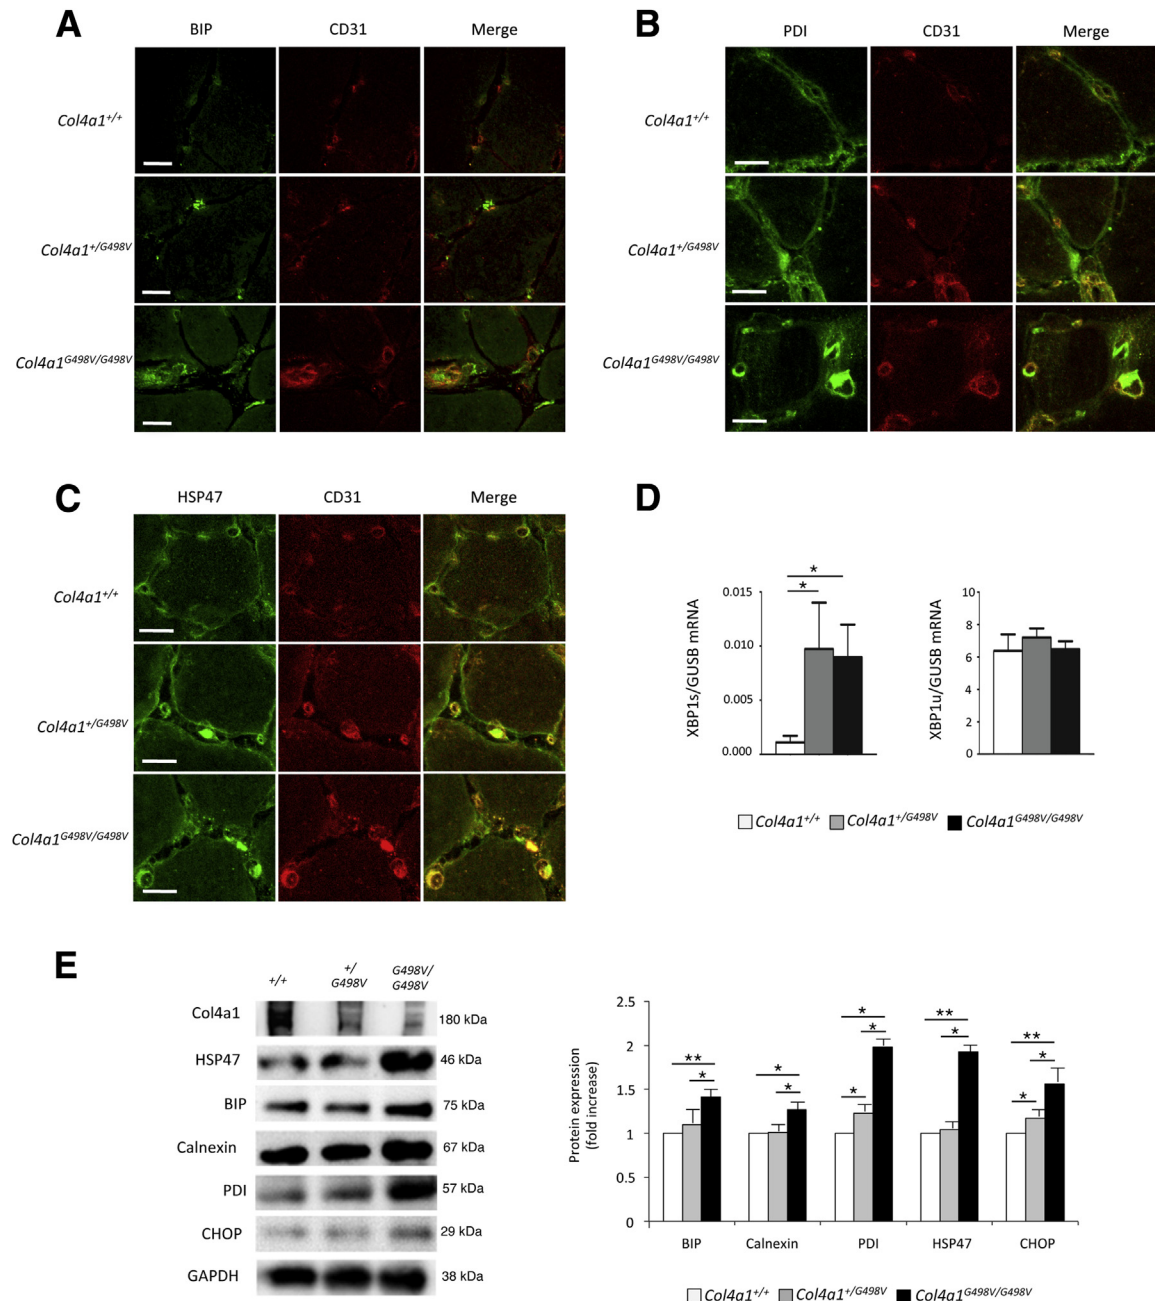 A
BIP CD31 Merge
Col4a1+/+
Col4a1+/G498V
Col4a1G498V/G498V
B
PDI CD31 Merge
Col4a1+/+
Col4a1+/G498V
Col4a1G498V/G498V
C
HSP47 CD31 Merge
Col4a1+/+
Col4a1+/G498V
Col4a1G498V/G498V
D
XBP1s/GUSB mRNA
0.015
0.010
0.005
0.000
*
*
XBP1u/GUSB mRNA
10
8
6
4
2
0
Col4a1+/+ Col4a1+/G498V Col4a1G498V/G498V
E
+/+ +/G498V G498V/G498V
Col4a1 180 kDa
HSP47 46 kDa
BIP 75 kDa
Calnexin 67 kDa
PDI 57 kDa
CHOP 29 kDa
GAPDH 38 kDa
Protein expression
(fold increase)
2.5
2
1.5
1
0.5
0
**
*
*
*
*
*
*
**
*
**
*
*
BIP Calnexin PDI HSP47 CHOP
Col4a1+/+ Col4a1+/G498V Col4a1G498V/G498V